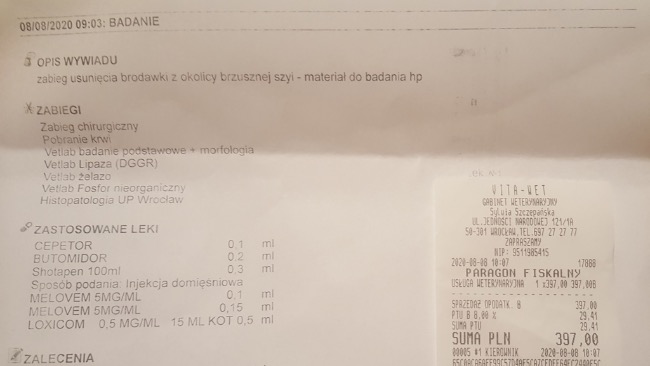 08/08/2020 09:03: BADANIE
OPIS WYWIADU
zabieg usunięcia brodawki z okolicy brzusznej szyi - materiał do badania hp
ZABIEGI
Zabieg chirurgiczny
Pobranie krwi
Vetlab badanie podstawowe + morfologia
Vetlab Lipaza (DGGR)
Vetlab żelazo
Vetlab Fosfor nieorganiczny
Histopatologia UP Wrocław
ZASTOSOWANE LEKI
CEPETOR 0,1 ml
BUTOMIDOR 0,2 ml
Shotapen 100ml 0,3 ml
Sposób podania: Injekcja domięsniowa
MELOVEM 5MG/ML 0,1 ml
MELOVEM 5MG/ML 0,15 ml
LOXICOM 0,5 MG/ML 15 ML KOT 0,5 ml
ZALECENIA
VITA-VET
GABINET WETERYNARYJNY
Sylwia Szczepańska
UL.JEDNOŚCI NARODOWEJ 121/1A
50-301 WROCŁAW,TEL.697 27 27 77
ZAPRASZAMY
NIP: 9511985415
2020-08-08 10:07 17888
PARAGON FISKALNY
USŁUGA WETERYNARYJNA 1 x397,00 397,00B
SPRZEDAŻ OPODATK. B 397,00
PTU B 8,00 % 29,41
SUMA PTU 29,41
SUMA PLN 397,00
00005 #1 KIEROWNIK 2020-08-08 10:07